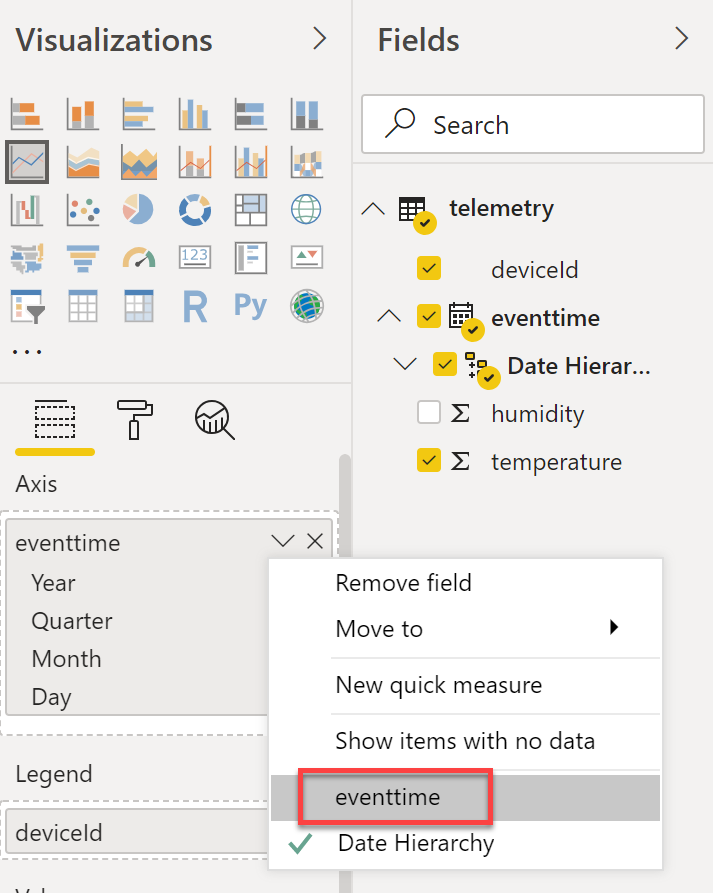 Visualizations
Fields
Search
123
R
Py
...
telemetry
deviceId
eventtime
Date Hierar...
humidity
temperature
Axis
eventtime
Year
Quarter
Month
Day
Legend
deviceId
Remove field
Move to
New quick measure
Show items with no data
eventtime
Date Hierarchy